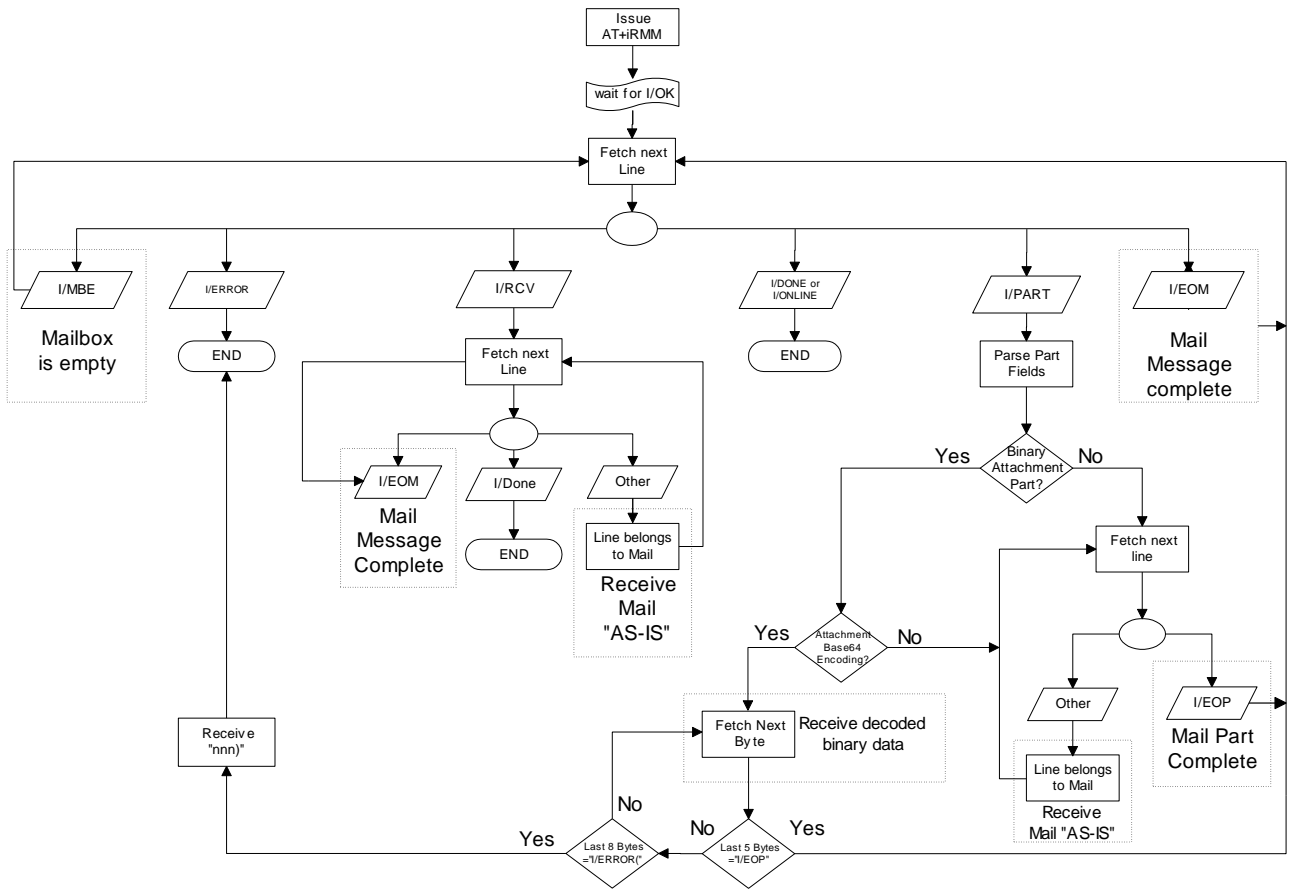 Issue
AT+iRMM
wait for I/OK
Fetch next
Line
I/MBE
Mailbox
is empty
I/ERROR
END
I/RCV
Fetch next
Line
I/EOM
Mail
Message
Complete
I/Done
END
Other
Line belongs
to Mail
Receive
Mail
"AS-IS"
I/DONE or
I/ONLINE
END
I/PART
Parse Part
Fields
I/EOM
Mail
Message
complete
Yes
Binary
Attachment
Part?
No
Fetch next
line
Yes
Attachment
Base64
Encoding?
No
Other
Line belongs
to Mail
Receive
Mail "AS-IS"
I/EOP
Mail Part
Complete
Fetch Next
Byte
Receive decoded
binary data
Receive
"nnn)"
Yes
Last 8 Bytes
="I/ERROR("
No
No
Last 5 Bytes
="I/EOP"
Yes